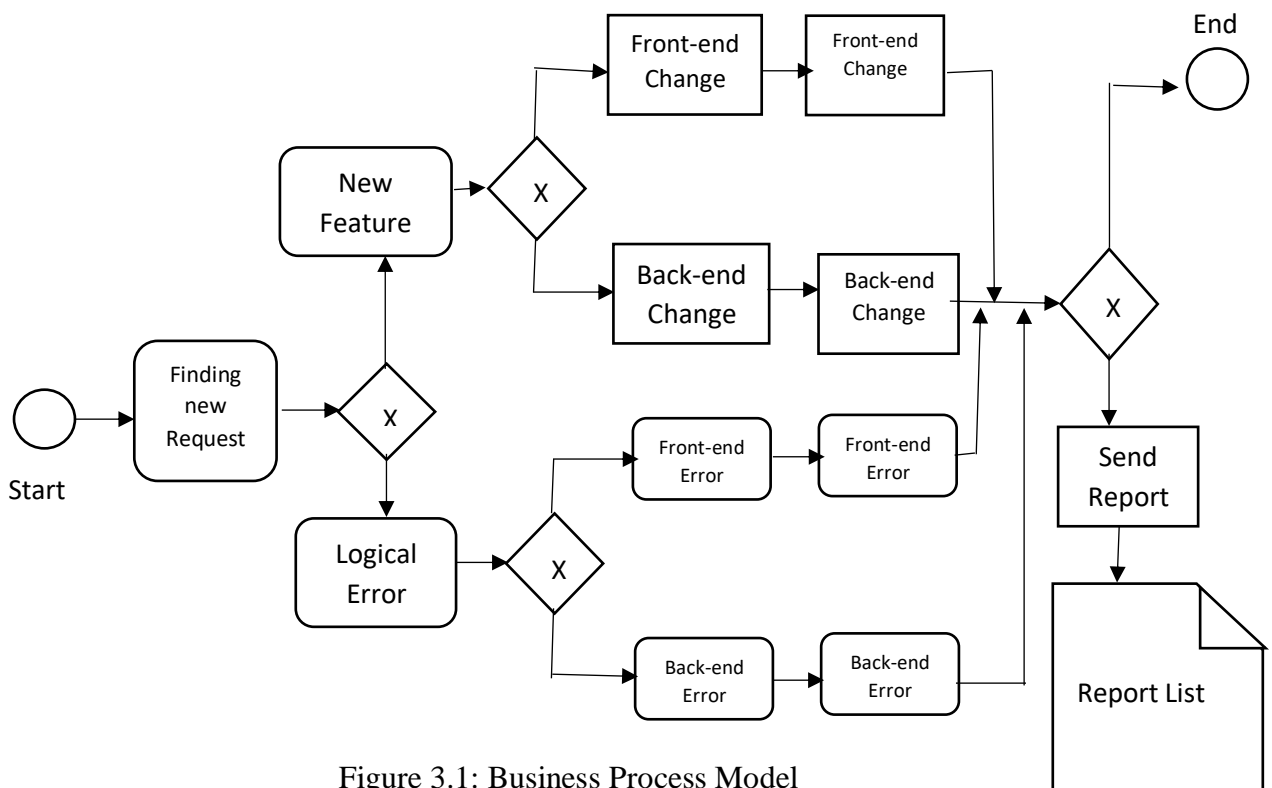 End
Front-end
Change
Front-end
Change
New
Feature
X
Back-end
Change
Back-end
Change
X
Finding
new
Request
X
Start
Front-end
Error
Front-end
Error
Send
Report
Logical
Error
X
Back-end
Error
Back-end
Error
Report List
Figure 3.1: Business Process Model